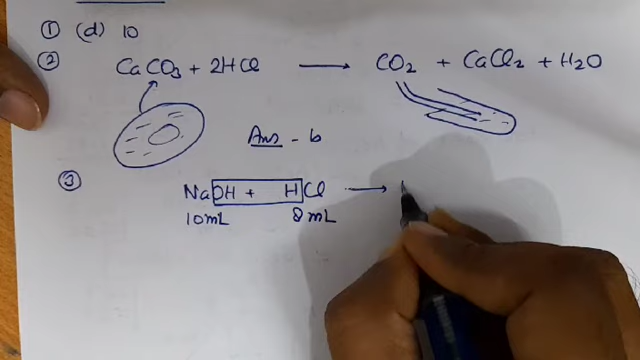 ① (d) 10
② CaCO3 + 2HCl → CO2 + CaCl2 + H2O
Ans - b
③ NaOH + HCl →
10mL 8mL